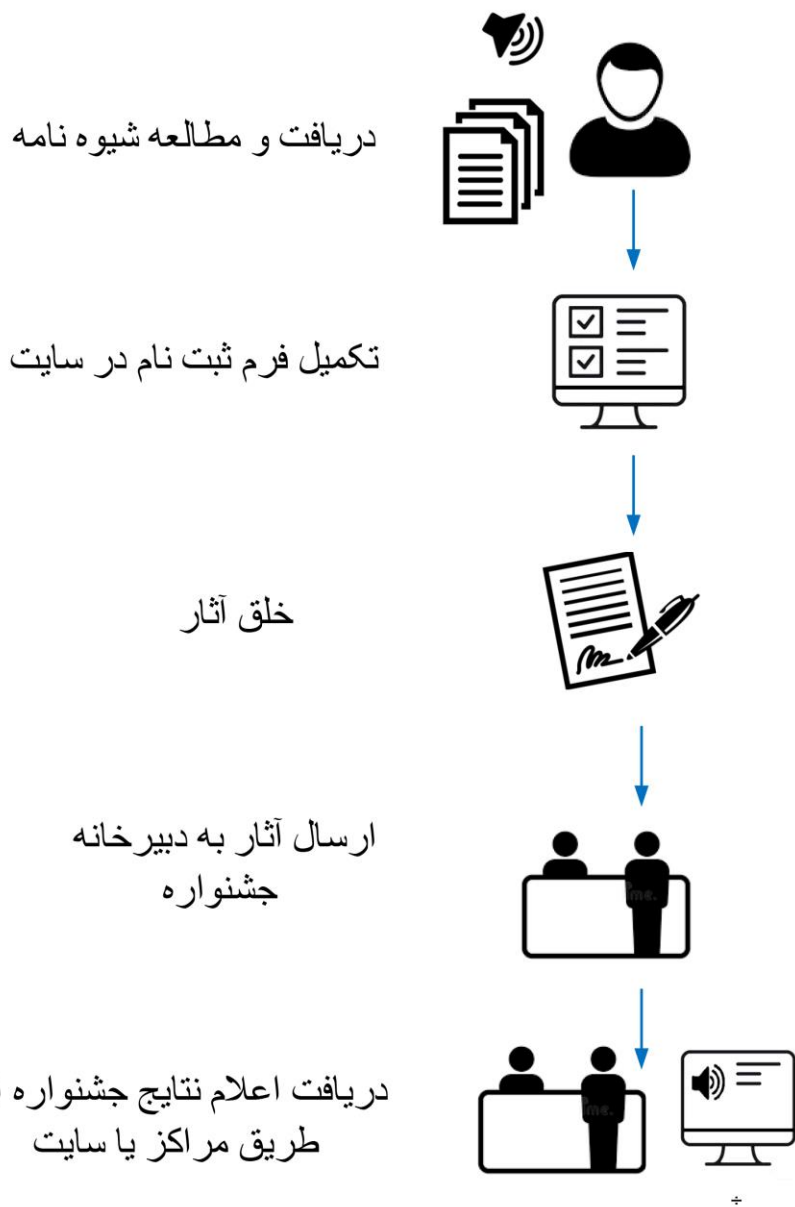 دریافت و مطالعه شیوه نامه
تکمیل فرم ثبت نام در سایت
خلق آثار
ارسال آثار به دبیرخانه
جشنواره
دریافت اعلام نتایج جشنواره
طریق مراکز یا سایت
÷